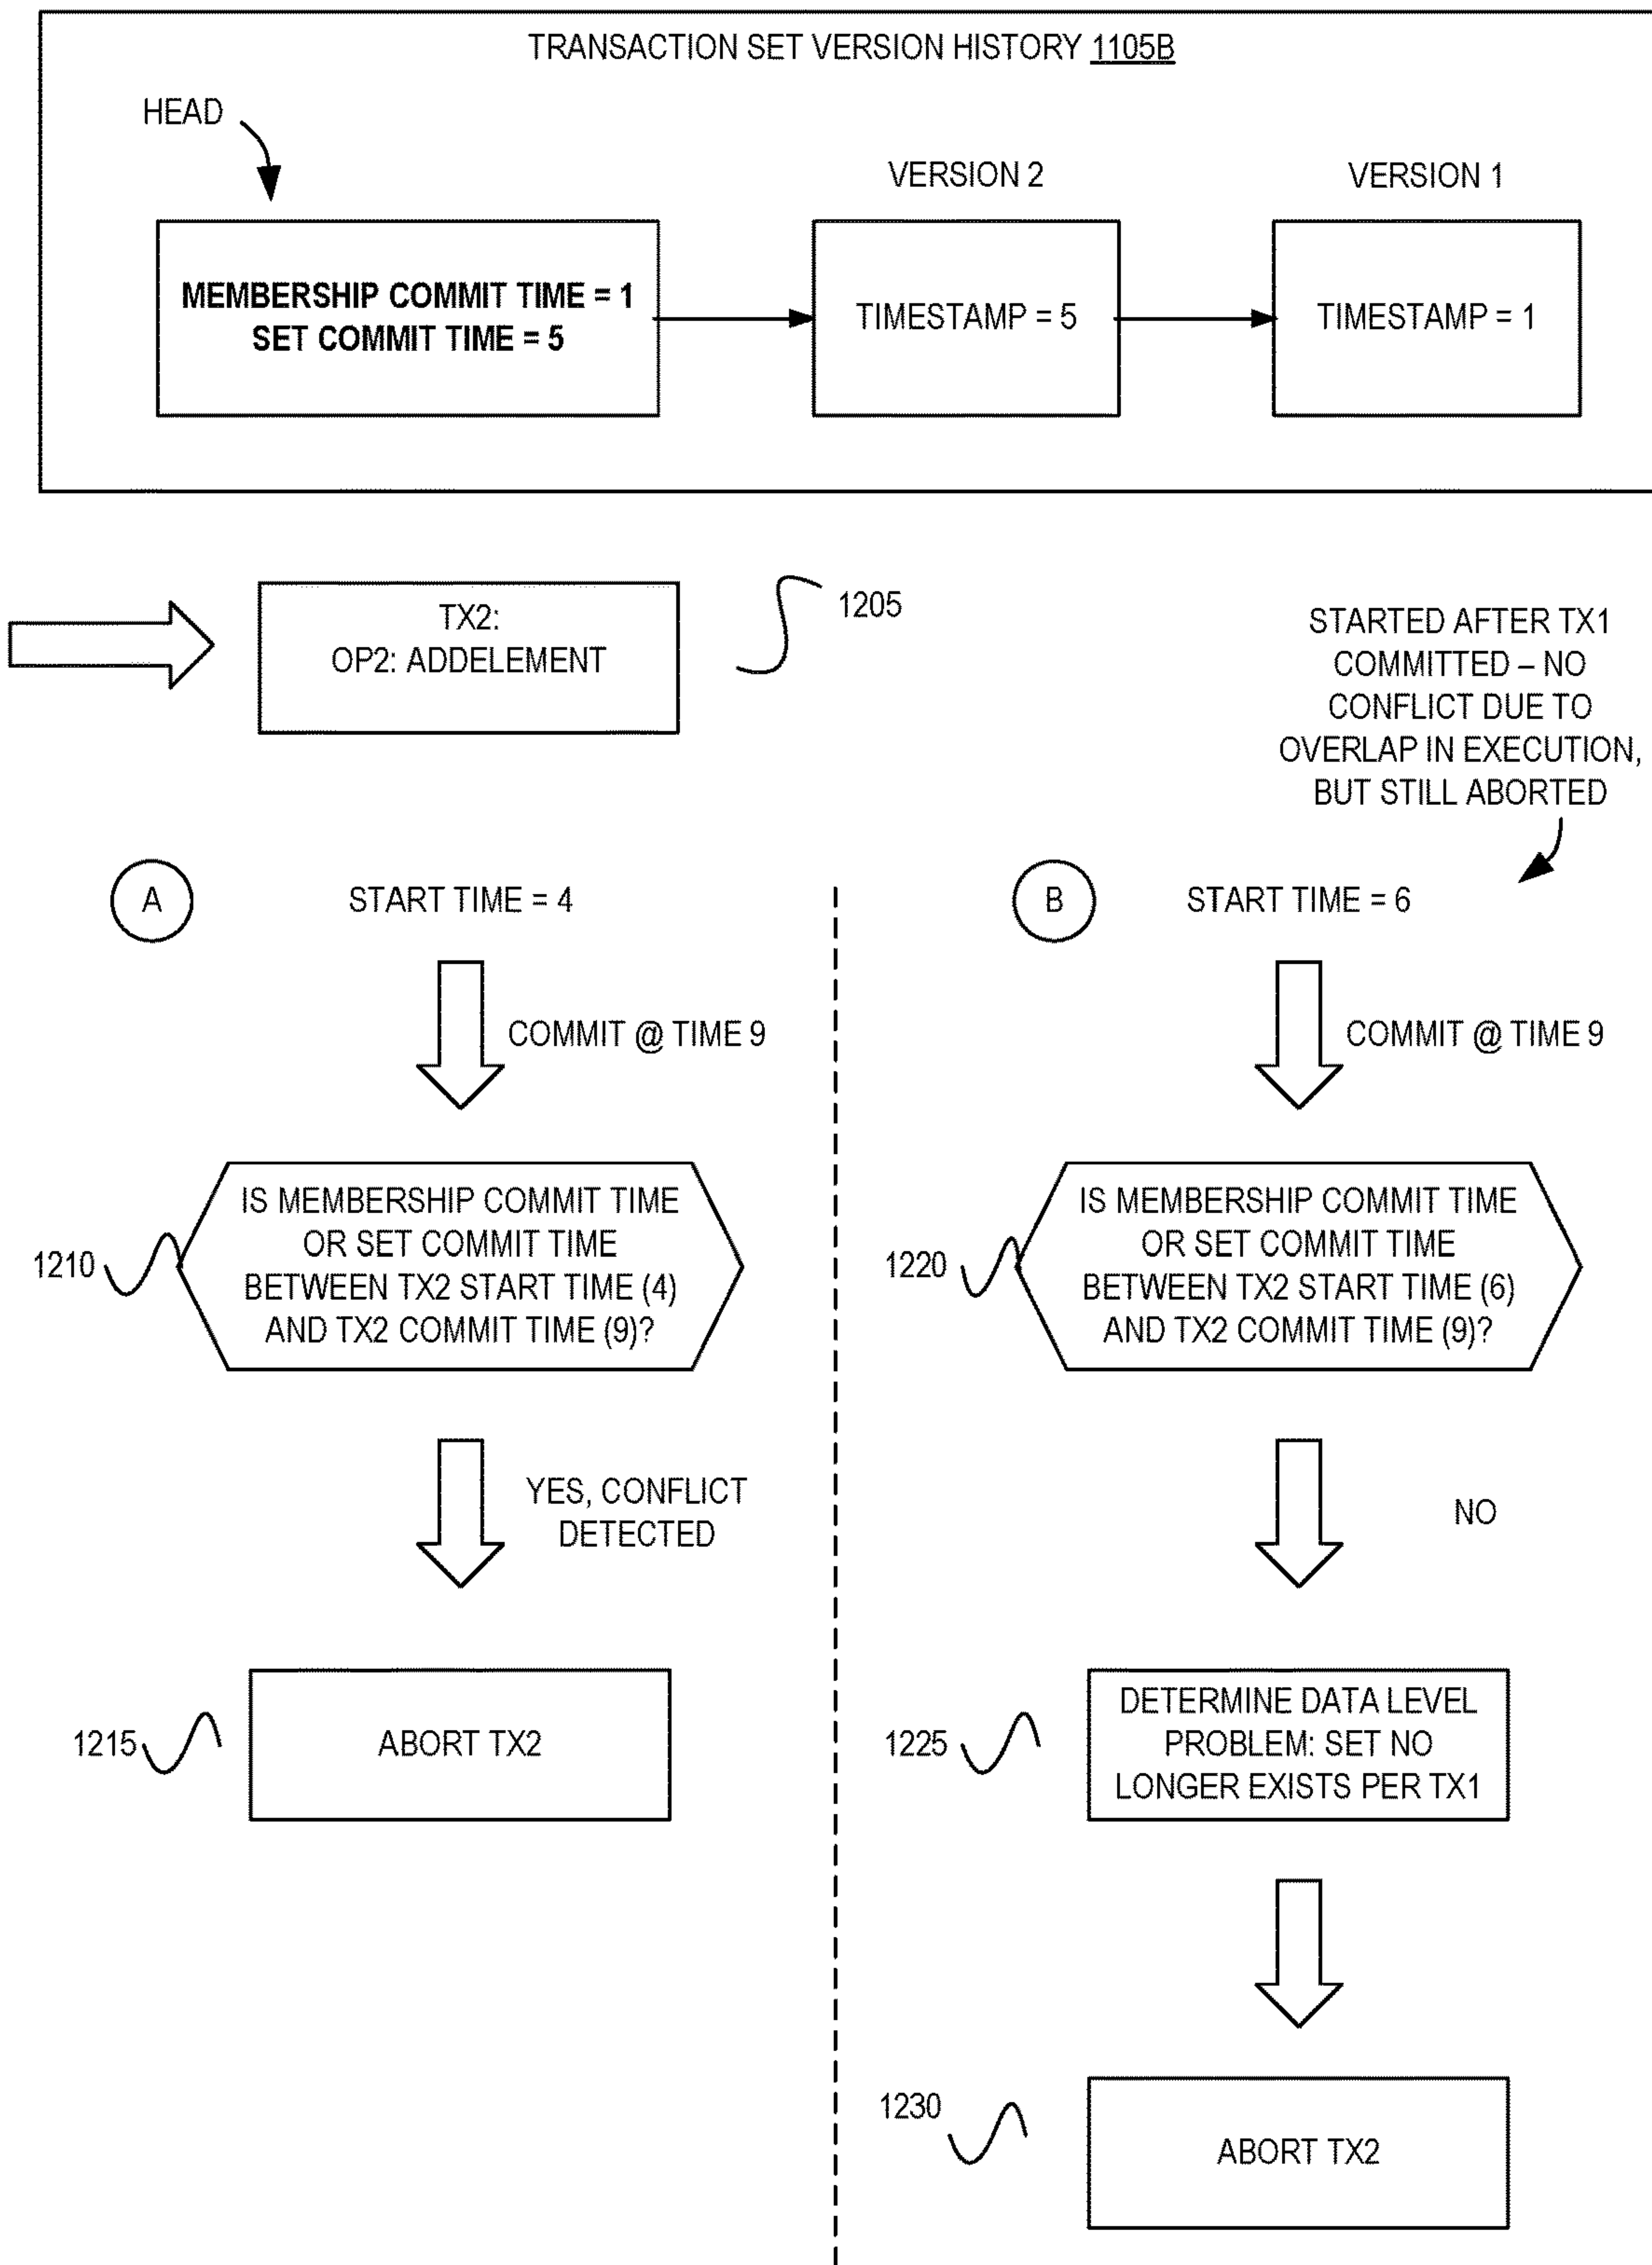 TRANSACTION SET VERSION HISTORY 1105B
HEAD
VERSION 2
VERSION 1
MEMBERSHIP COMMIT TIME = 1
SET COMMIT TIME = 5
TIMESTAMP = 5
TIMESTAMP = 1
TX2:
OP2: ADDELEMENT
1205
STARTED AFTER TX1
COMMITTED – NO
CONFLICT DUE TO
OVERLAP IN EXECUTION,
BUT STILL ABORTED
A
START TIME = 4
COMMIT @ TIME 9
1210
IS MEMBERSHIP COMMIT TIME
OR SET COMMIT TIME
BETWEEN TX2 START TIME (4)
AND TX2 COMMIT TIME (9)?
YES, CONFLICT
DETECTED
1215
ABORT TX2
B
START TIME = 6
COMMIT @ TIME 9
1220
IS MEMBERSHIP COMMIT TIME
OR SET COMMIT TIME
BETWEEN TX2 START TIME (6)
AND TX2 COMMIT TIME (9)?
NO
1225
DETERMINE DATA LEVEL
PROBLEM: SET NO
LONGER EXISTS PER TX1
1230
ABORT TX2